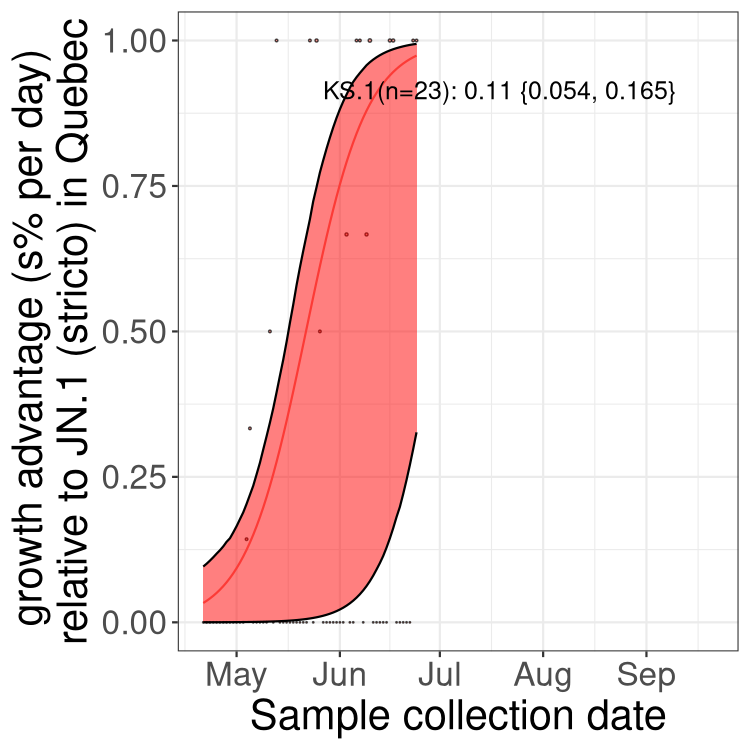 growth advantage (s% per day)
relative to JN.1 (stricto) in Quebec
1.00
0.75
0.50
0.25
0.00
KS.1(n=23): 0.11 {0.054, 0.165}
May Jun Jul Aug Sep
Sample collection date